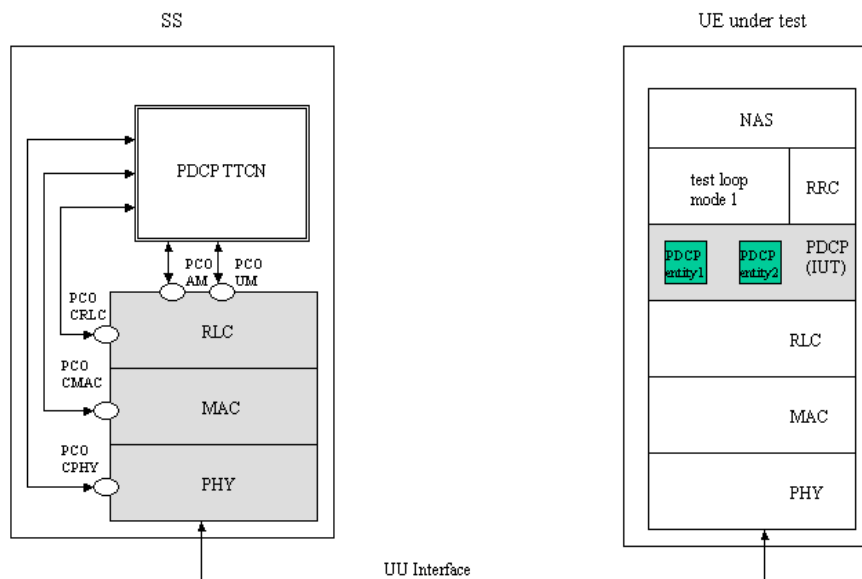 SS
UE under test
PDCP TTCN
PCO
AM
PCO
UM
PCO
CRLC
RLC
PCO
CMAC
MAC
PCO
CPHY
PHY
NAS
test loop
mode 1
RRC
PDCP
entity1
PDCP
entity2
PDCP
(IUT)
RLC
MAC
PHY
UU Interface